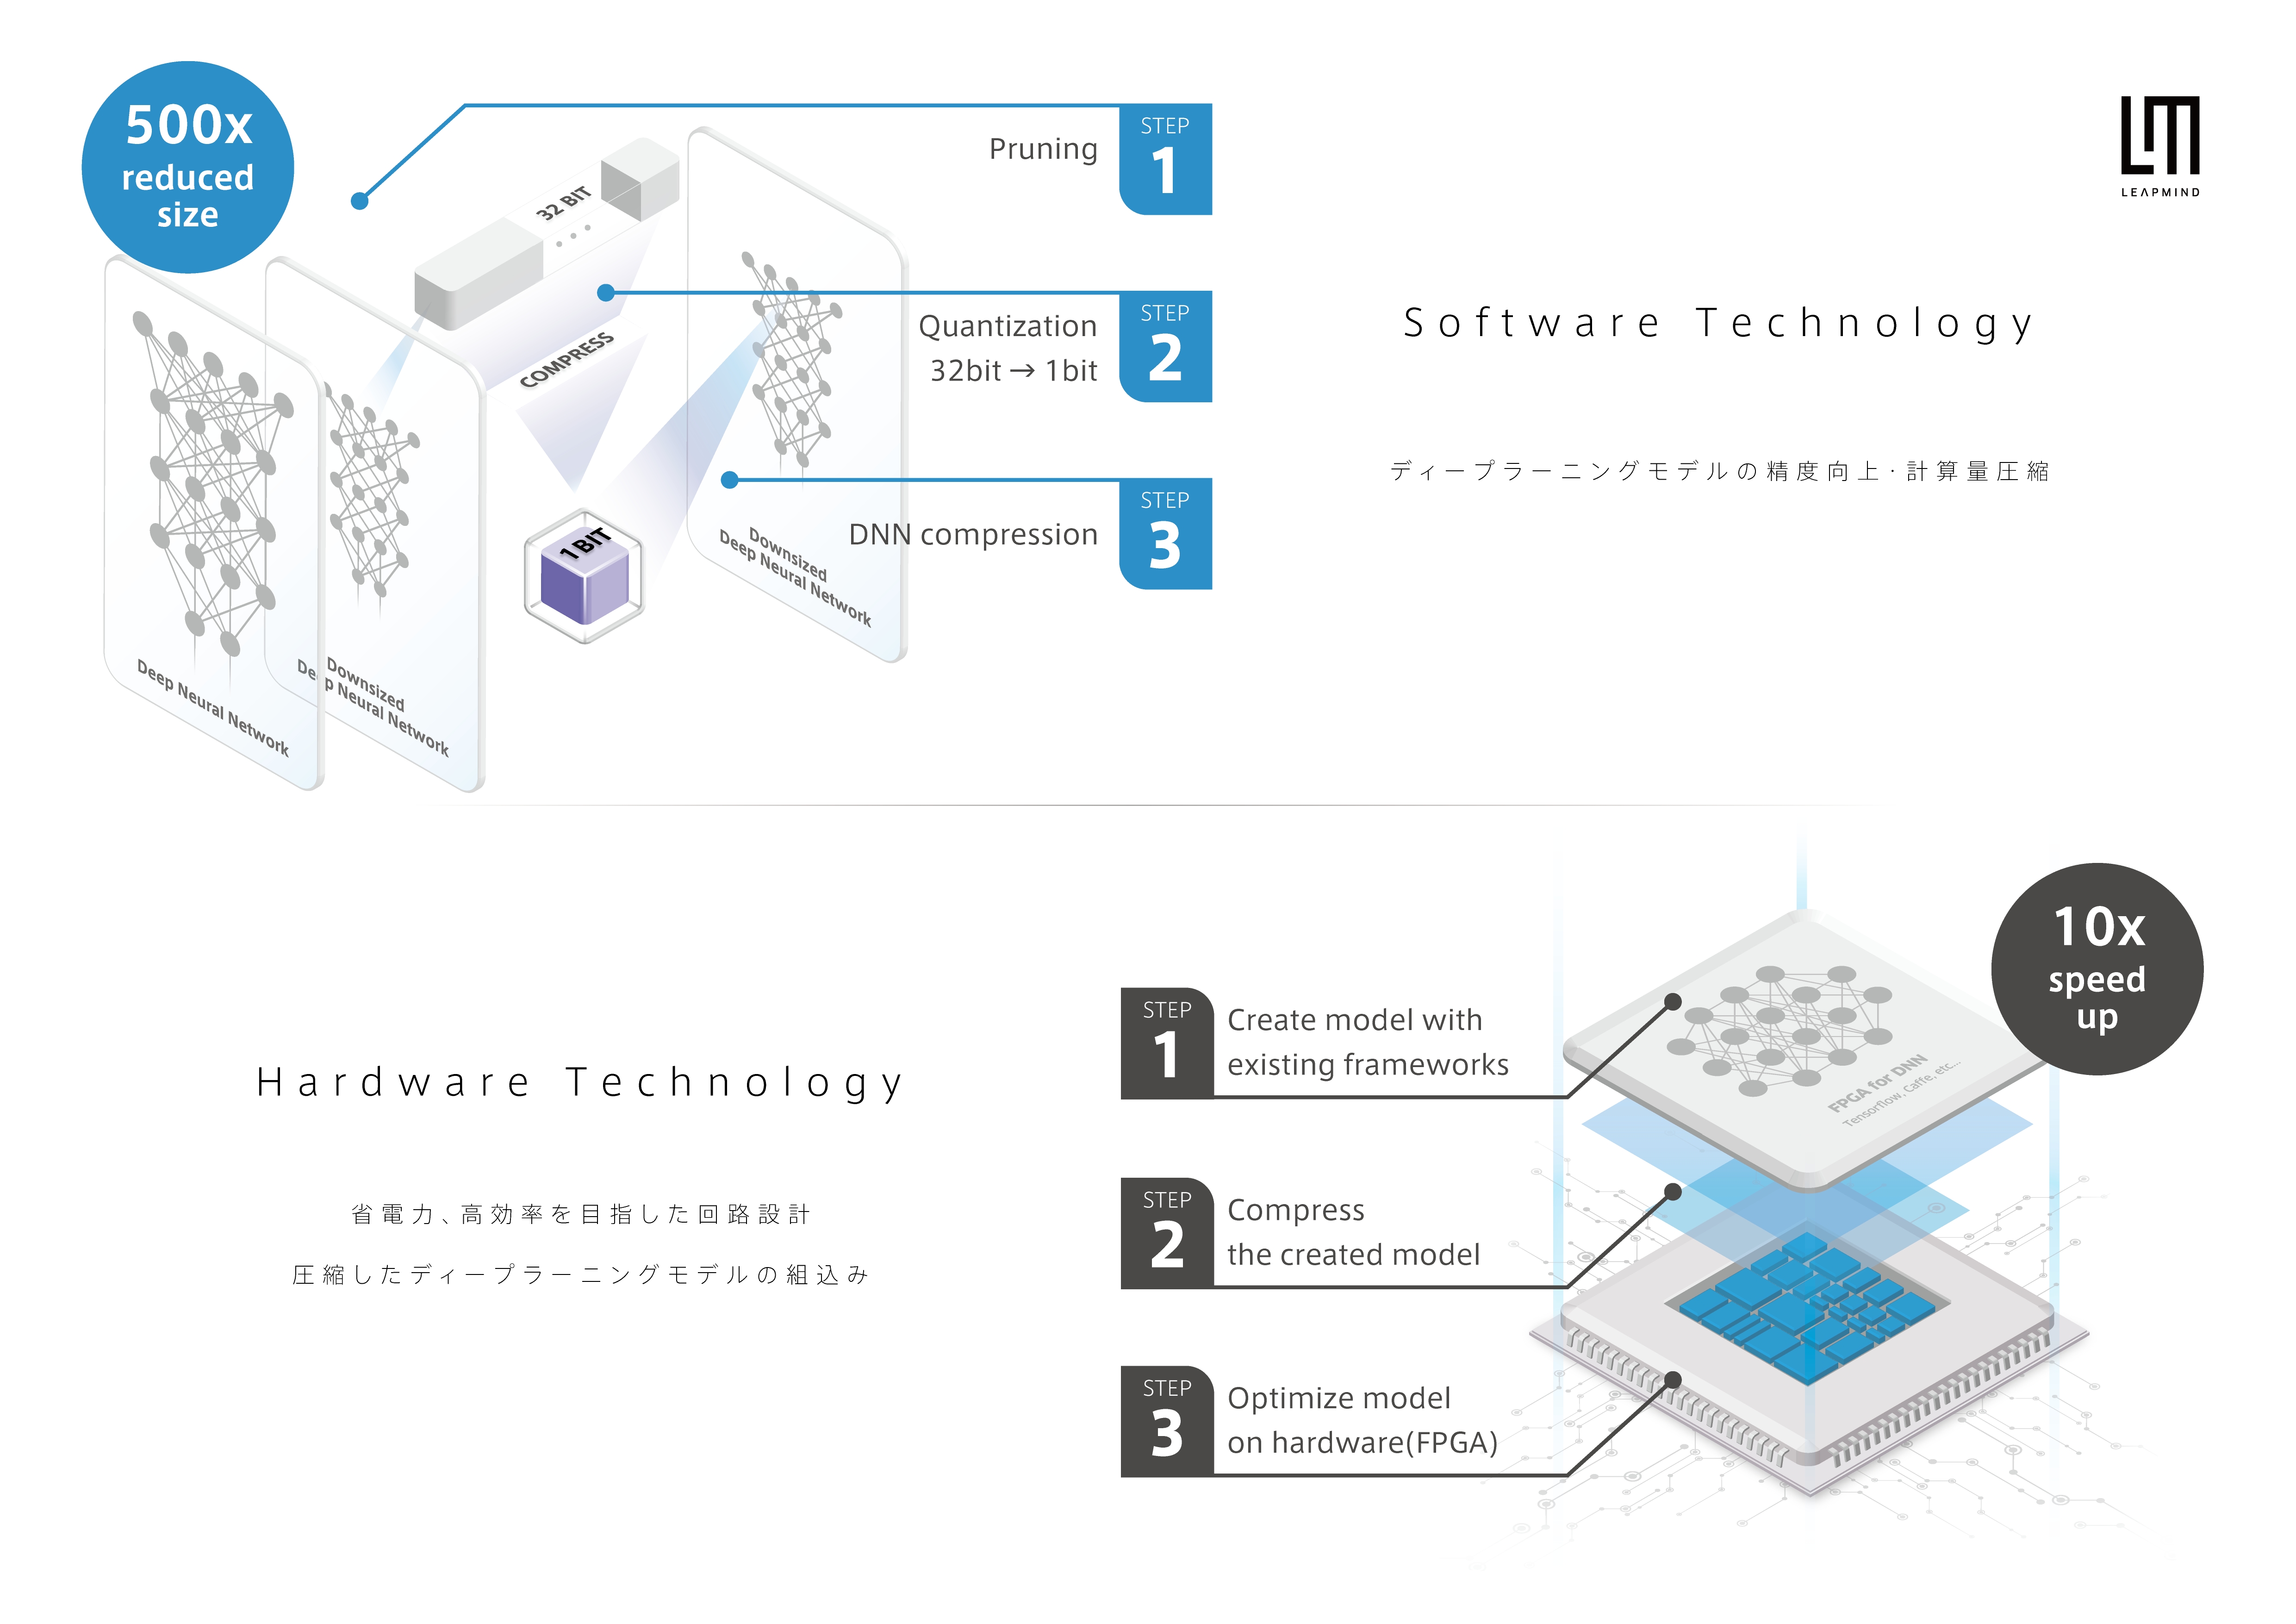 500x
reduced
size
Pruning
STEP
1
32 BIT
Quantization
32bit → 1bit
STEP
2
COMPRESS
DNN compression
STEP
3
1 BIT
Deep Neural Network
De
Downsized
p Neural Network
Downsized
Deep Neural Network
LEAPMIND
Software Technology
ディープラーニングモデルの精度向上・計算量圧縮
Hardware Technology
省電力、高効率を目指した回路設計
圧縮したディープラーニングモデルの組込み
STEP
1
Create model with
existing frameworks
STEP
2
Compress
the created model
STEP
3
Optimize model
on hardware(FPGA)
10x
speed
up
FPGA for DNN
Tensorflow, Caffe, etc...